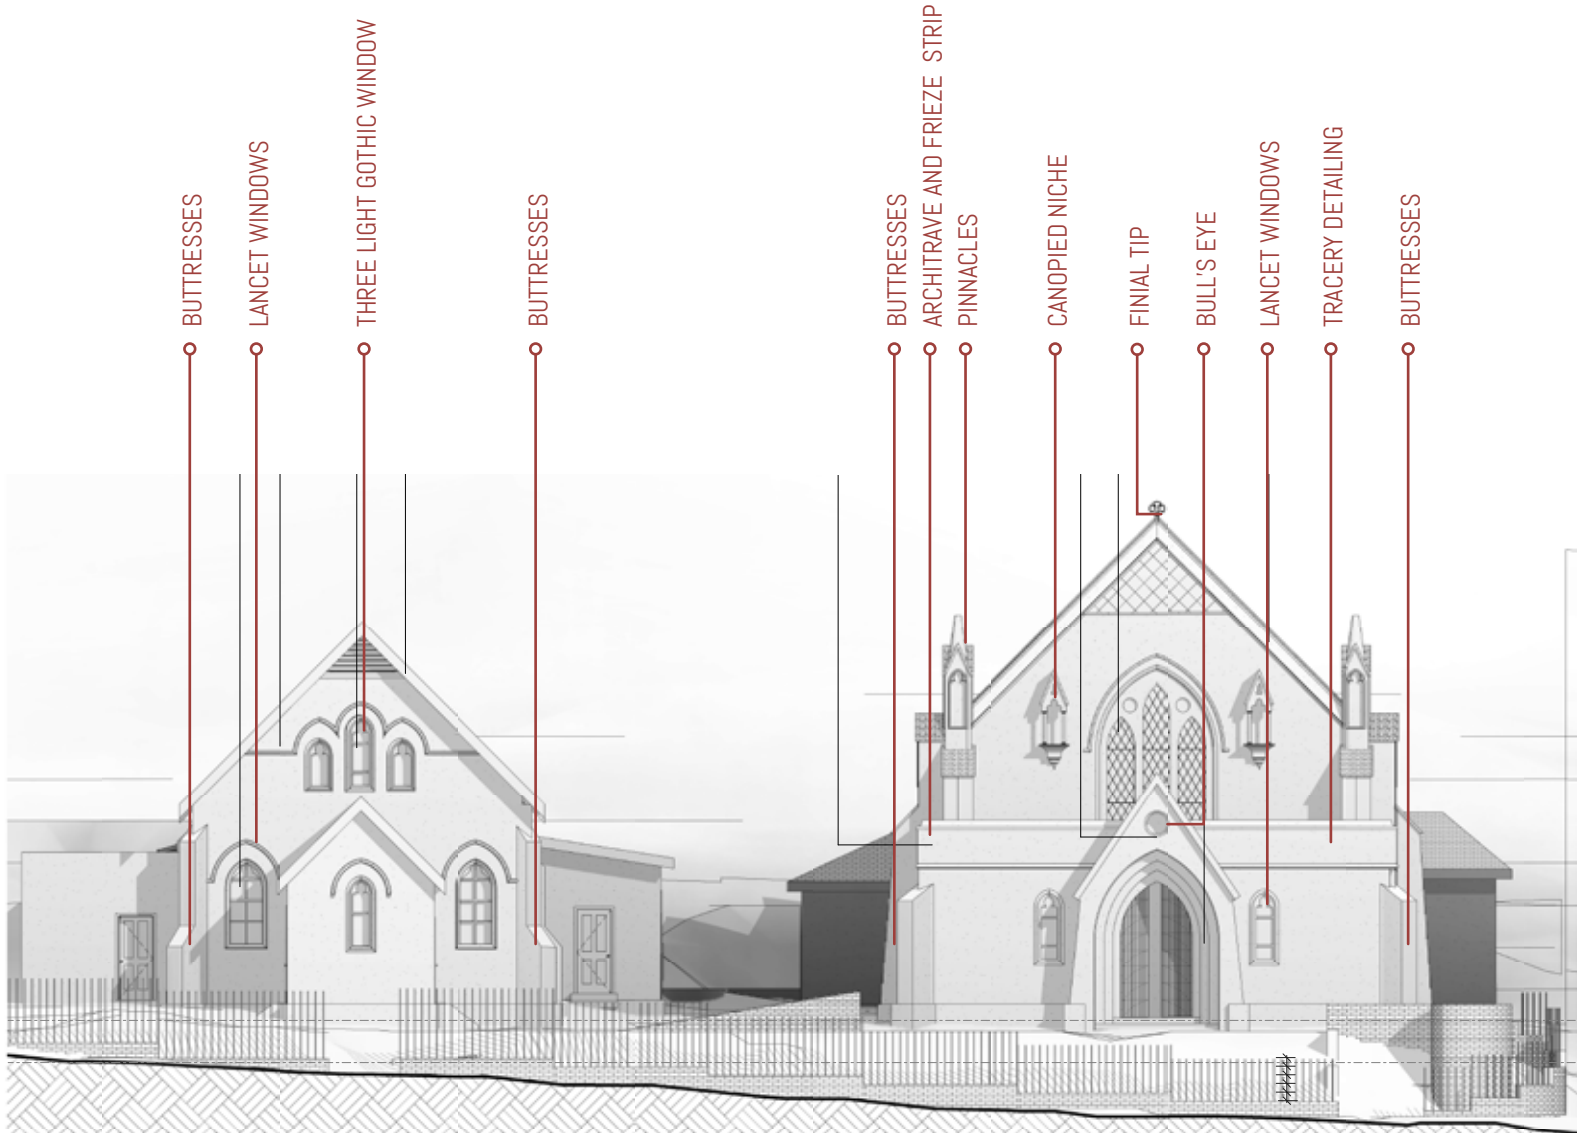 BUTTRESSES
LANCET WINDOWS
THREE LIGHT GOTHIC WINDOW
BUTTRESSES
BUTTRESSES
ARCHITRAVE AND FRIEZE STRIP
PINNACLES
CANOPIED NICHE
FINIAL TIP
BULL'S EYE
LANCET WINDOWS
TRACERY DETAILING
BUTTRESSES